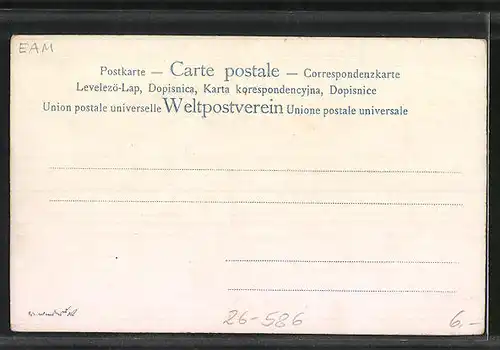 EAM
Postkarte — Carte postale — Correspondenzkarte
Levelező-Lap, Dopisnica, Karta korespondencyjna, Dopisnice
Union postale universelle Weltpostverein Unione postale universale
26-586
6,-